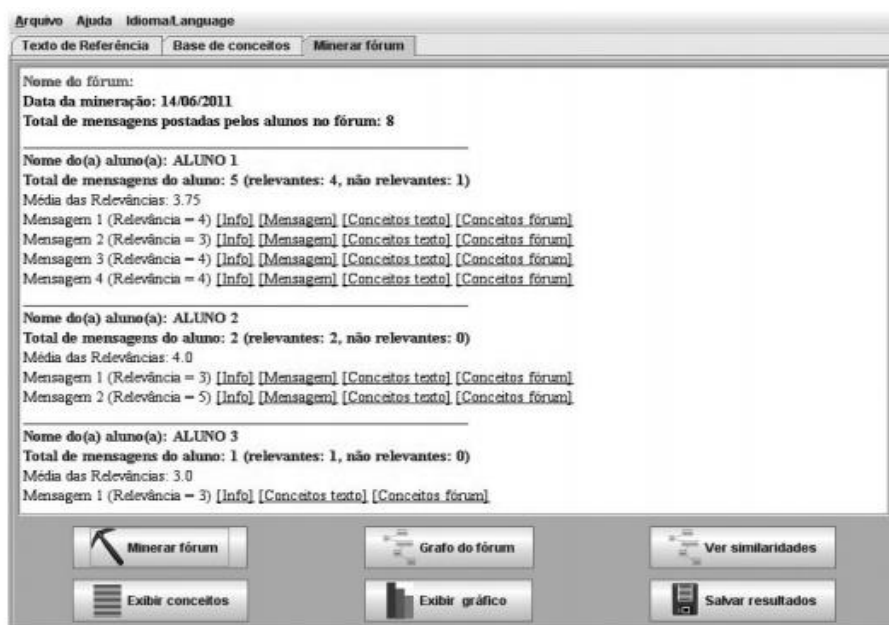 Arquivo Ajuda Idioma/Language
Texto de Referência Base de conceitos Minerar fórum
Nome do fórum:
Data da mineração: 14/06/2011
Total de mensagens postadas pelos alunos no fórum: 8
Nome do(a) aluno(a): ALUNO 1
Total de mensagens do aluno: 5 (relevantes: 4, não relevantes: 1)
Média das Relevâncias: 3.75
Mensagem 1 (Relevância = 4) [Info] [Mensagem] [Conceitos texto] [Conceitos fórum]
Mensagem 2 (Relevância = 3) [Info] [Mensagem] [Conceitos texto] [Conceitos fórum]
Mensagem 3 (Relevância = 4) [Info] [Mensagem] [Conceitos texto] [Conceitos fórum]
Mensagem 4 (Relevância = 4) [Info] [Mensagem] [Conceitos texto] [Conceitos fórum]
Nome do(a) aluno(a): ALUNO 2
Total de mensagens do aluno: 2 (relevantes: 2, não relevantes: 0)
Média das Relevâncias: 4.0
Mensagem 1 (Relevância = 3) [Info] [Mensagem] [Conceitos texto] [Conceitos fórum]
Mensagem 2 (Relevância = 5) [Info] [Mensagem] [Conceitos texto] [Conceitos fórum]
Nome do(a) aluno(a): ALUNO 3
Total de mensagens do aluno: 1 (relevantes: 1, não relevantes: 0)
Média das Relevâncias: 3.0
Mensagem 1 (Relevância = 3) [Info] [Conceitos texto] [Conceitos fórum]
Minerar fórum Grafo do fórum Ver similaridades
Exibir conceitos Exibir gráfico Salvar resultados